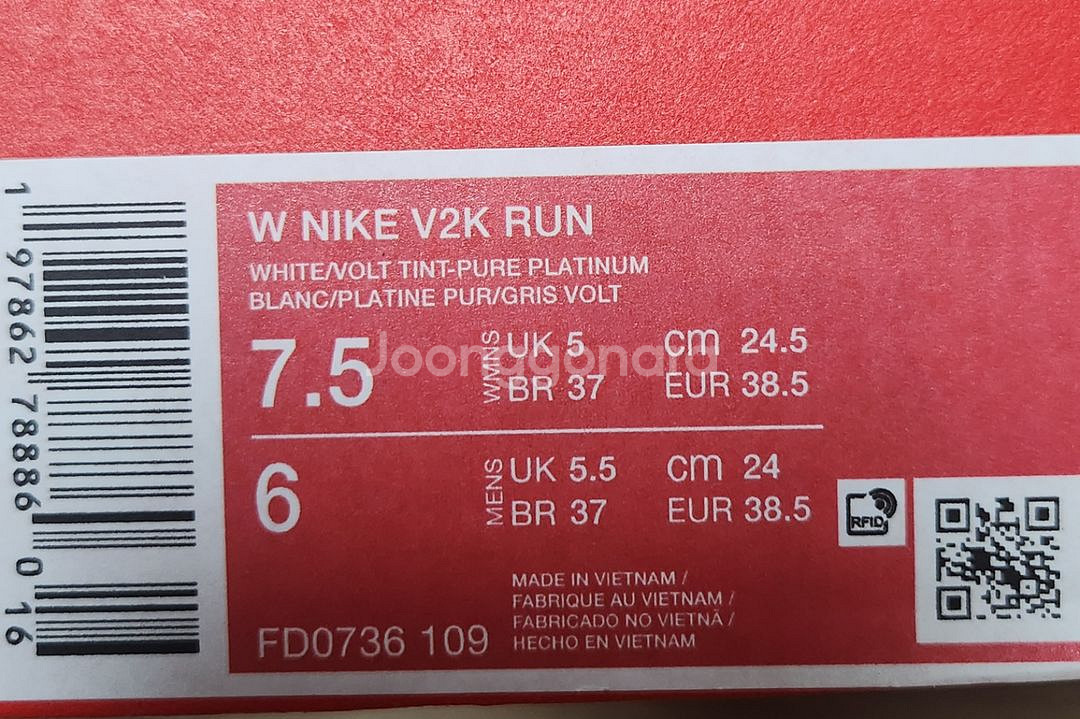 W NIKE V2K RUN
WHITE/VOLT TINT-PURE PLATINUM
BLANC/PLATINE PUR/GRIS VOLT
7.5 WMNS UK 5 CM 24.5
BR 37 EUR 38.5
Joonggonara
6 MENS UK 5.5 CM 24
BR 37 EUR 38.5
RFID
MADE IN VIETNAM /
FABRIQUE AU VIETNAM /
FABRICADO NO VIETNÃ /
HECHO EN VIETNAM
FD0736 109
1 97862 78886 0 16